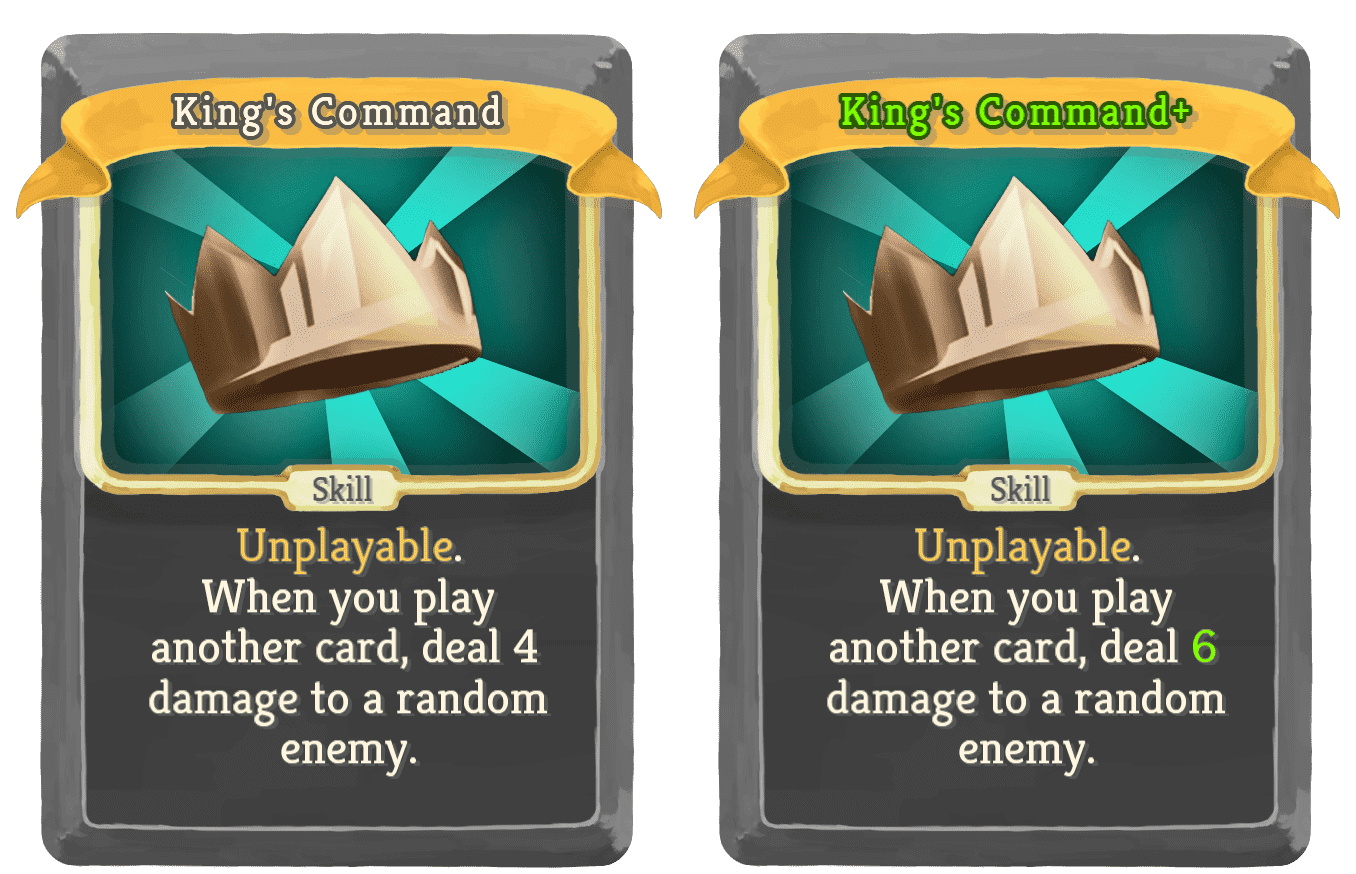 King's Command
Skill
Unplayable.
When you play
another card, deal 4
damage to a random
enemy.
King's Command+
Skill
Unplayable.
When you play
another card, deal 6
damage to a random
enemy.